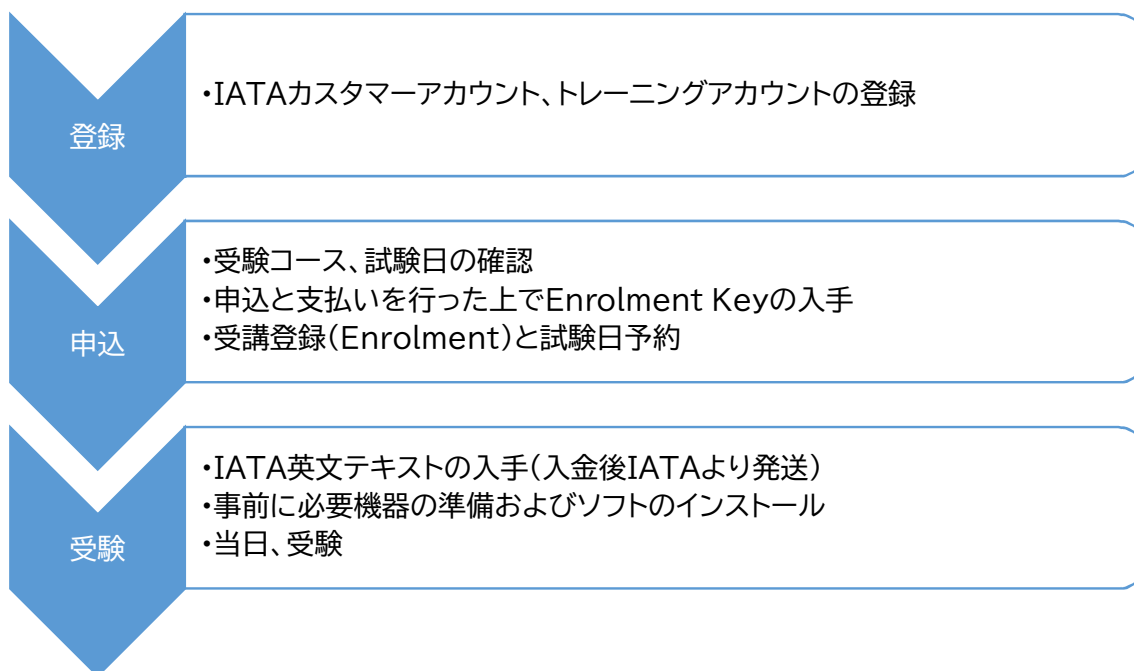 登録
・IATAカスタマーアカウント、トレーニングアカウントの登録
申込
・受験コース、試験日の確認
・申込と支払いを行った上でEnrolment Keyの入手
・受講登録(Enrolment)と試験日予約
受験
・IATA英文テキストの入手(入金後IATAより発送)
・事前に必要機器の準備およびソフトのインストール
・当日、受験